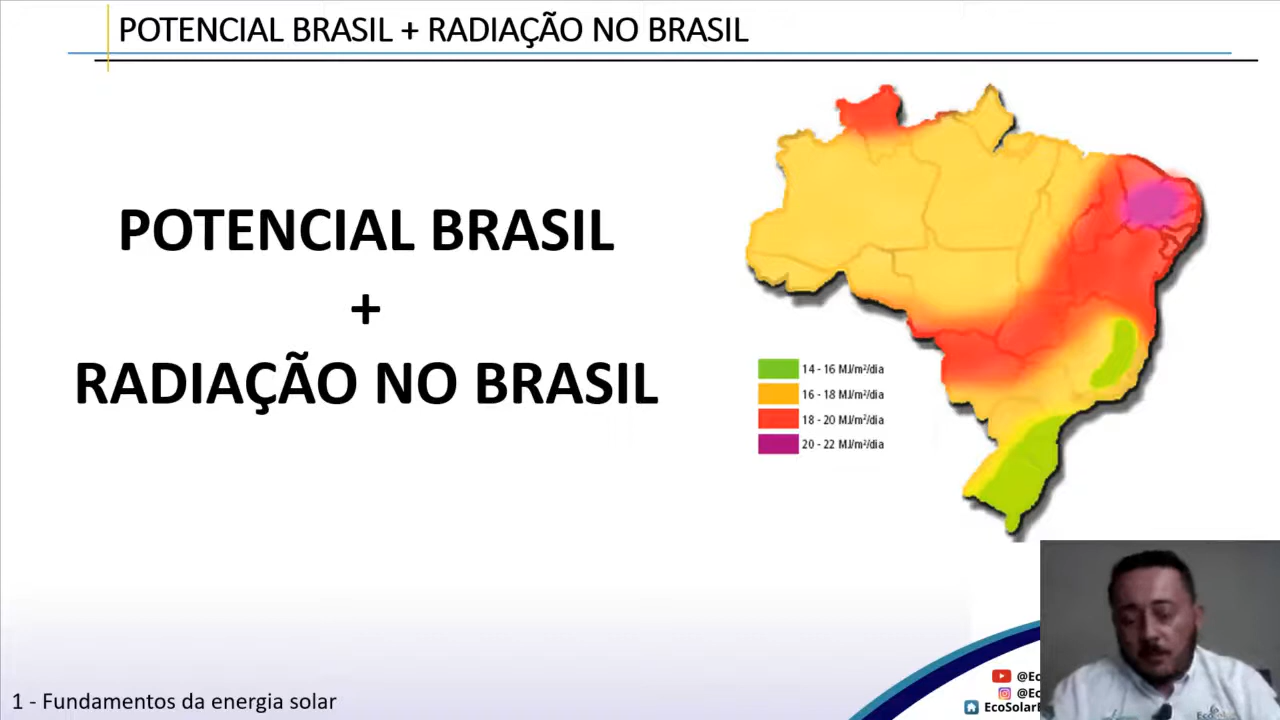 POTENCIAL BRASIL + RADIAÇÃO NO BRASIL
POTENCIAL BRASIL
+
RADIAÇÃO NO BRASIL
14 - 16 MJ/m²/dia
16 - 18 MJ/m²/dia
18 - 20 MJ/m²/dia
20 - 22 MJ/m²/dia
1 - Fundamentos da energia solar